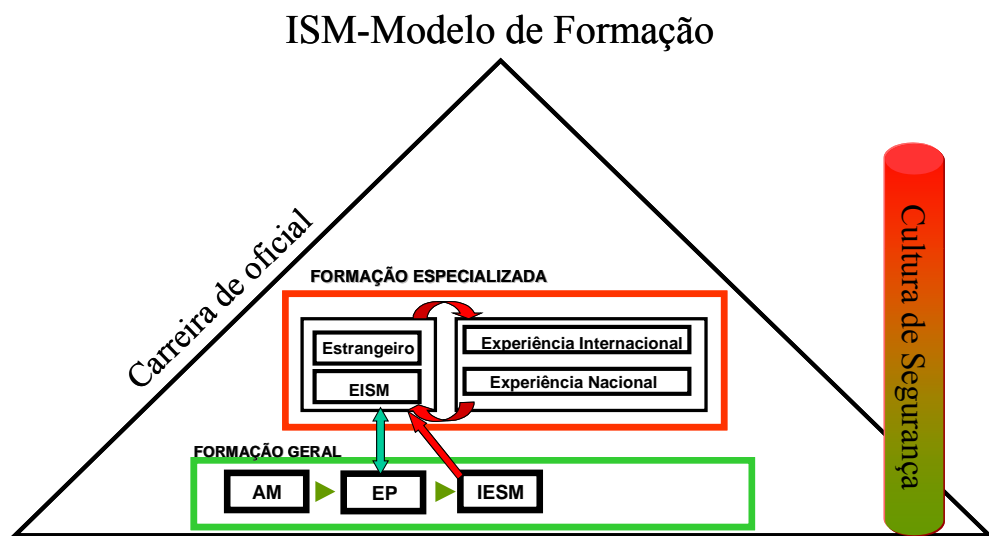 ISM-Modelo de Formação
Carreira de oficial
Cultura de Segurança
FORMAÇÃO ESPECIALIZADA
Estrangeiro
EISM
Experiência Internacional
Experiência Nacional
FORMAÇÃO GERAL
AM
EP
IESM